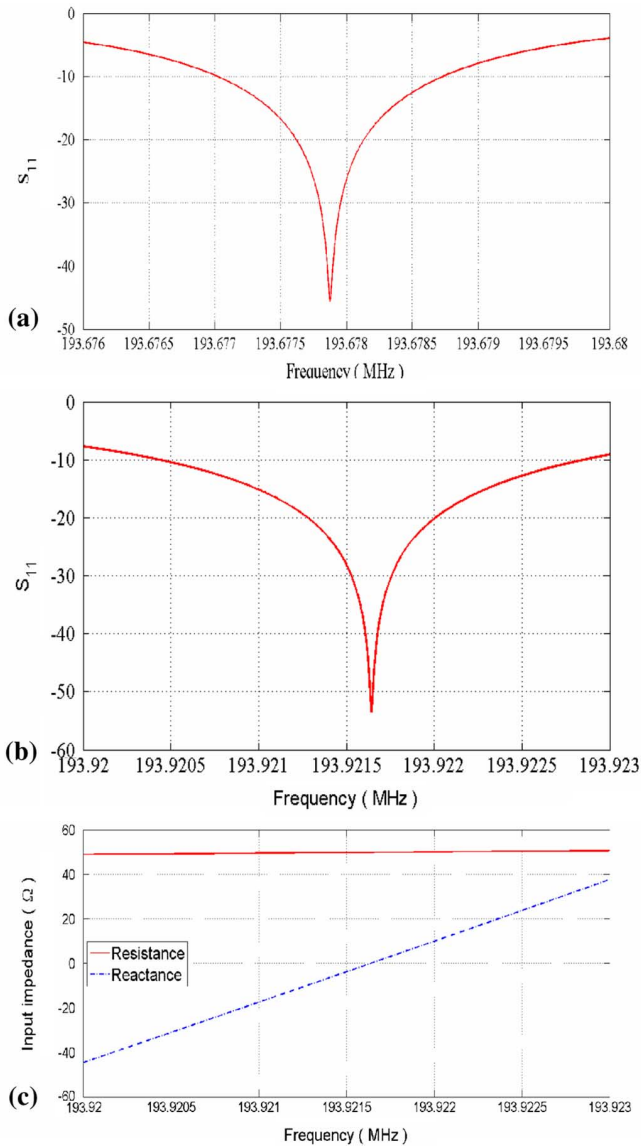 0
-10
-20
S11
-30
-40
(a)
-50
193.676 193.6765 193.677 193.6775 193.678 193.6785 193.679 193.6795 193.68
Frequency ( MHz )
0
-10
-20
S11
-30
-40
-50
(b)
-60
193.92 193.9205 193.921 193.9215 193.922 193.9225 193.923
Frequency ( MHz )
60
40
20
Input impedance ( Ω )
0
Resistance
Reactance
-20
-40
(c)
-60
193.92 193.9205 193.921 193.9215 193.922 193.9225 193.923
Frequency ( MHz )